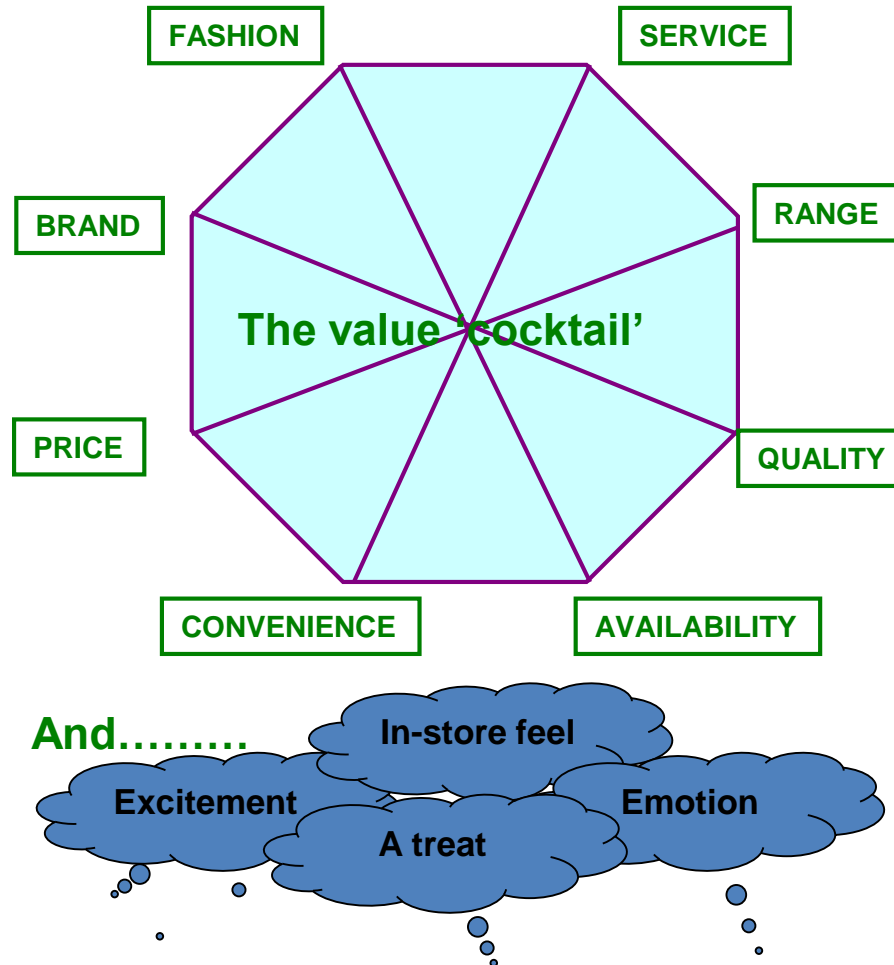 FASHION
SERVICE
BRAND
RANGE
The value ‘cocktail’
PRICE
QUALITY
CONVENIENCE
AVAILABILITY
And………
In-store feel
Excitement
Emotion
A treat